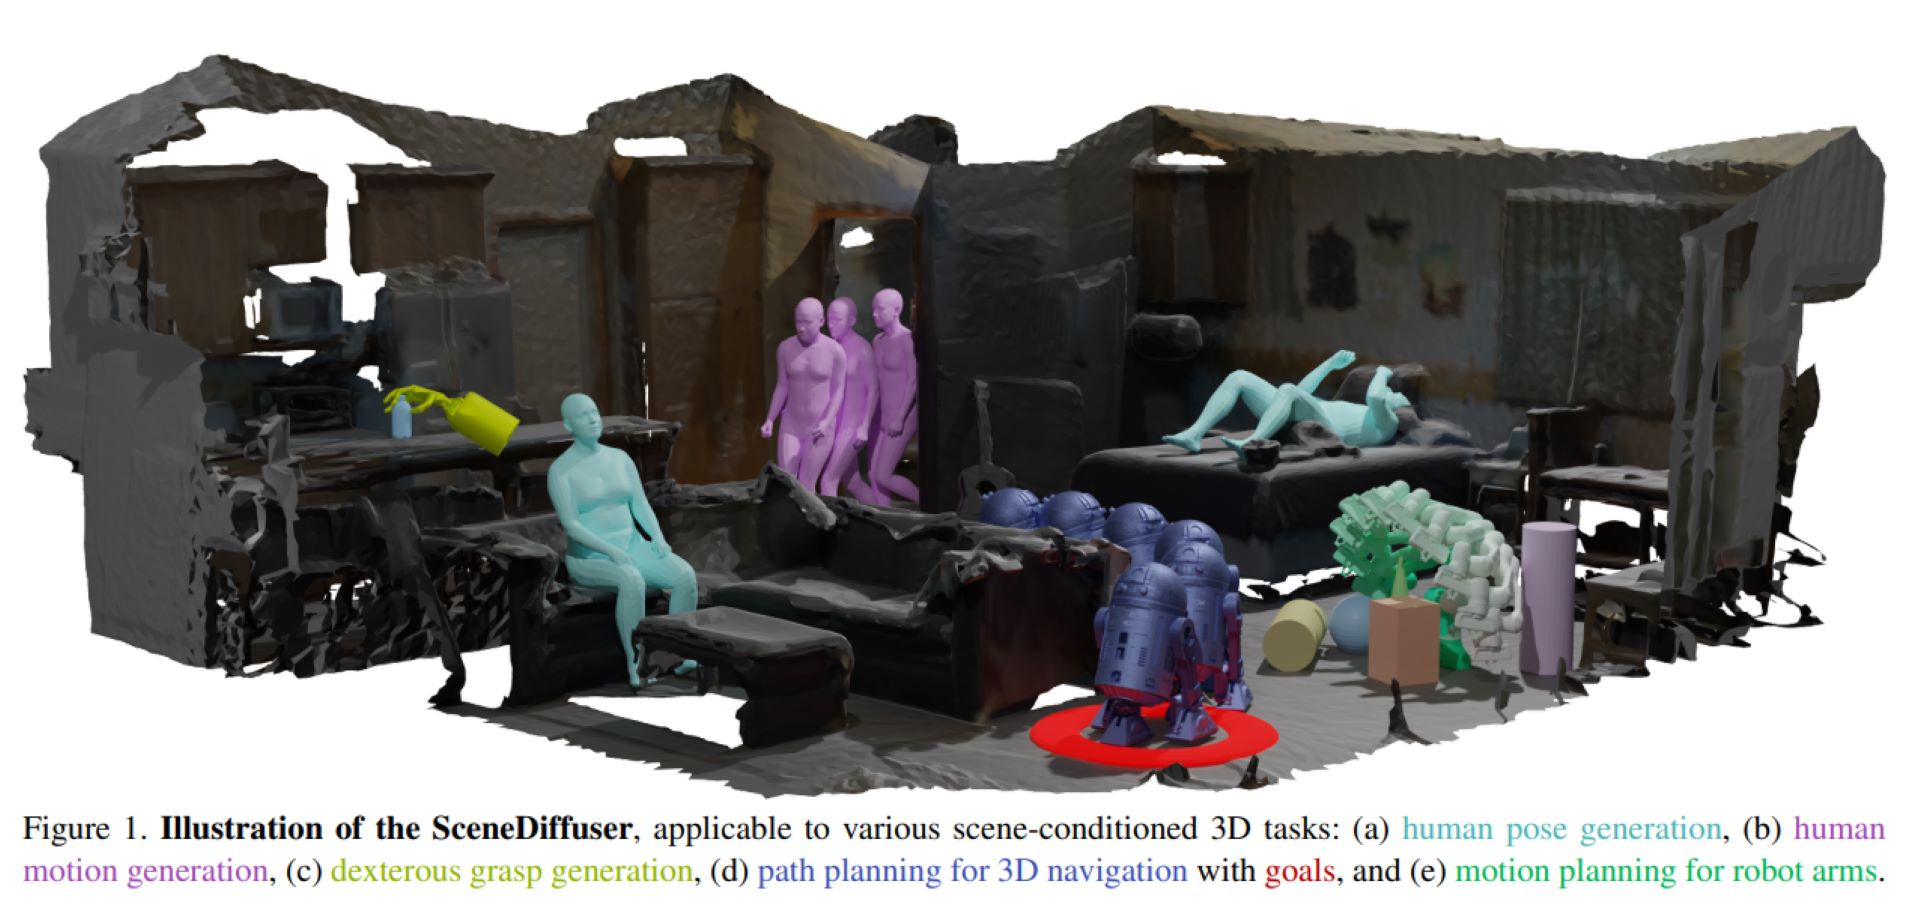 Figure 1. Illustration of the SceneDiffuser, applicable to various scene-conditioned 3D tasks: (a) human pose generation, (b) human
motion generation, (c) dexterous grasp generation, (d) path planning for 3D navigation with goals, and (e) motion planning for robot arms.